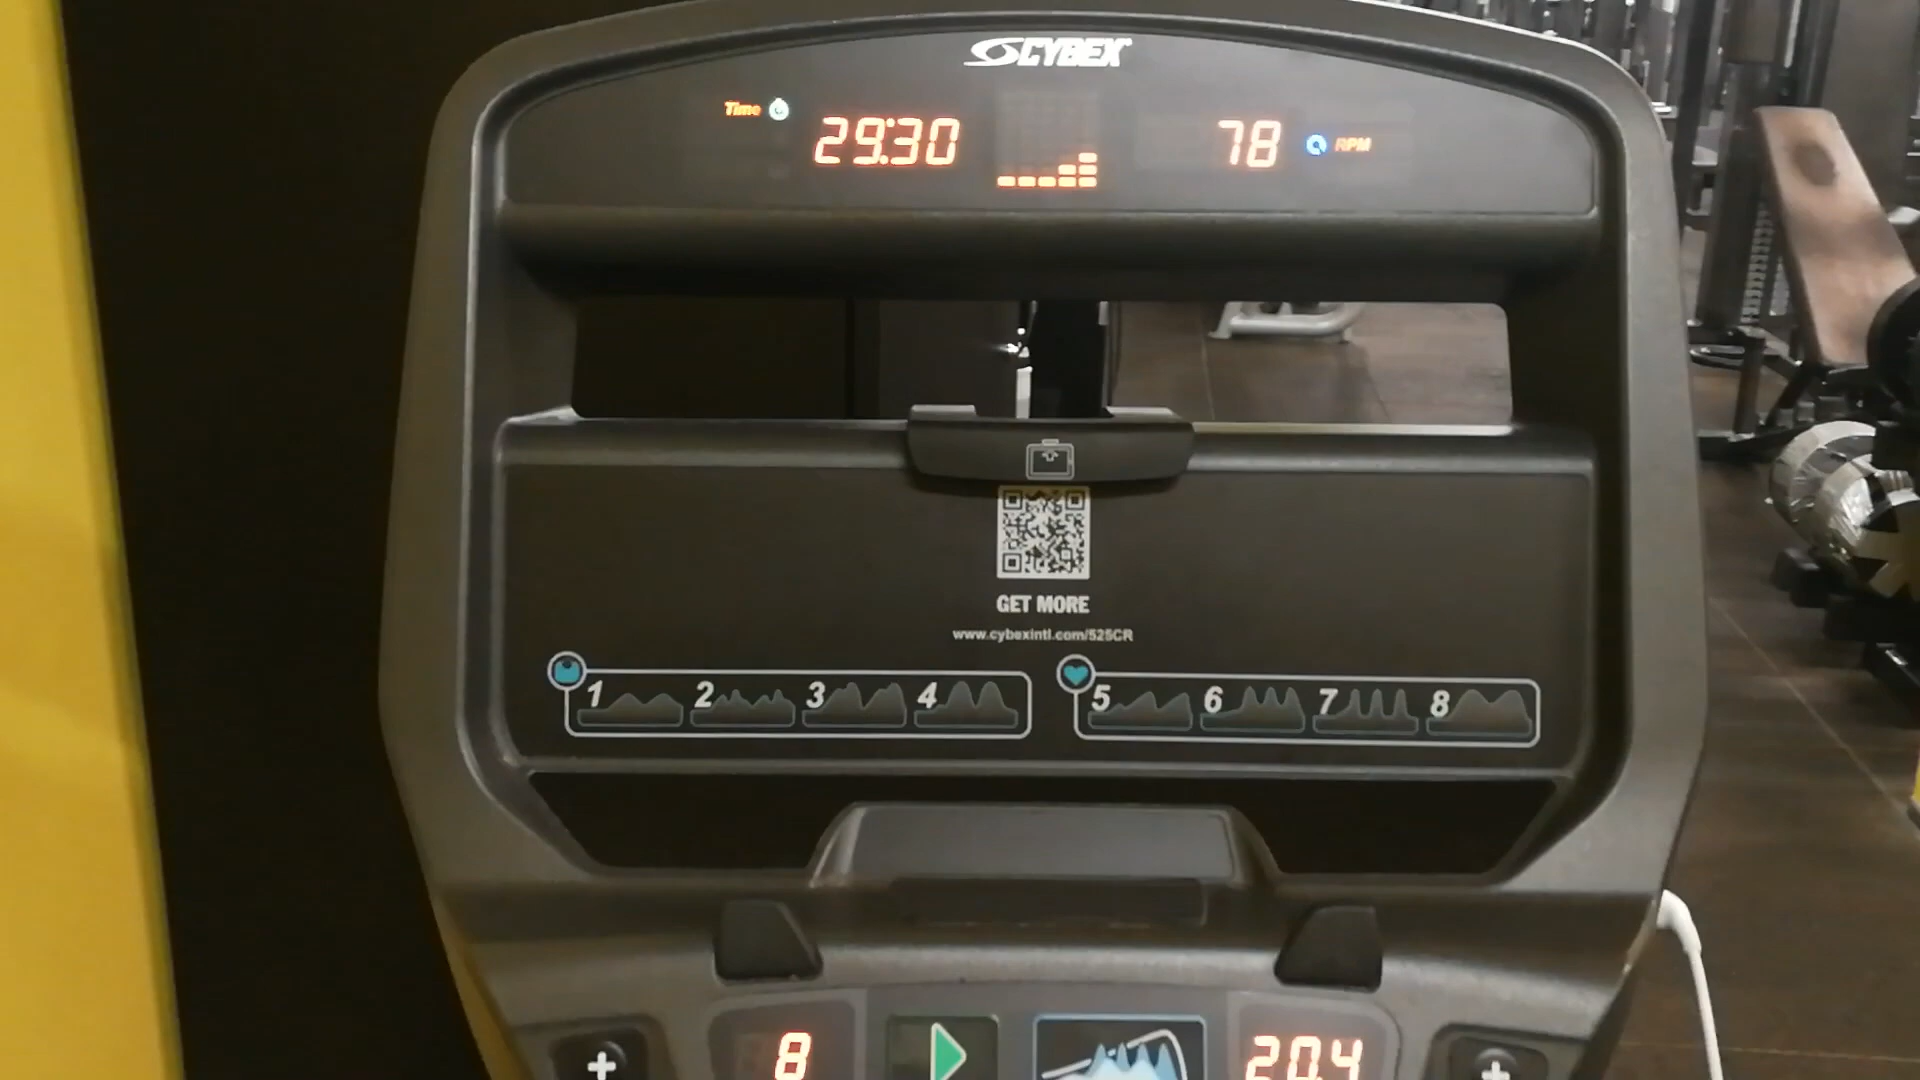 CYBEX
Time 29:30 78 RPM
GET MORE
www.cybexintl.com/525CR
1 2 3 4 5 6 7 8
+ 8 20.4 +